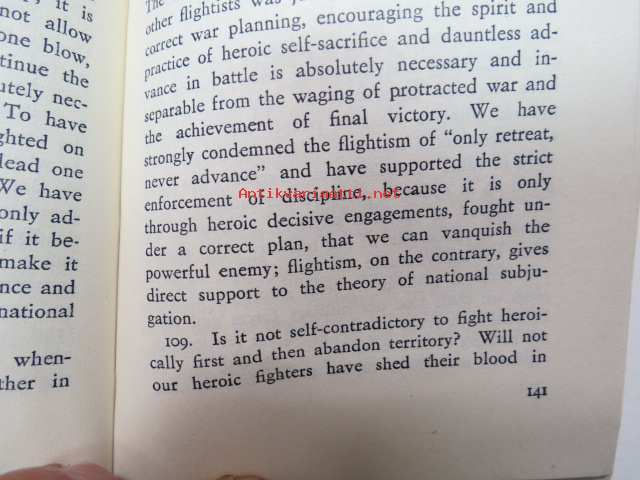 , it is
not allow
one blow,
tinue the
utely nec-
To have
ghted on
lead one
We have
only ad-
if it be-
make it
nce and
national
when-
ther in
The
other flightists was
correct war planning, encouraging the spirit and
practice of heroic self-sacrifice and dauntless ad-
vance in battle is absolutely necessary and in-
separable from the waging of protracted war and
the achievement of final victory. We have
strongly condemned the flightism of “only retreat,
never advance” and have supported the strict
enforcement of discipline, because it is only
through heroic decisive engagements, fought un-
der a correct plan, that we can vanquish the
powerful enemy; flightism, on the contrary, gives
direct support to the theory of national subju-
gation.
109. Is it not self-contradictory to fight heroi-
cally first and then abandon territory? Will not
our heroic fighters have shed their blood in
141